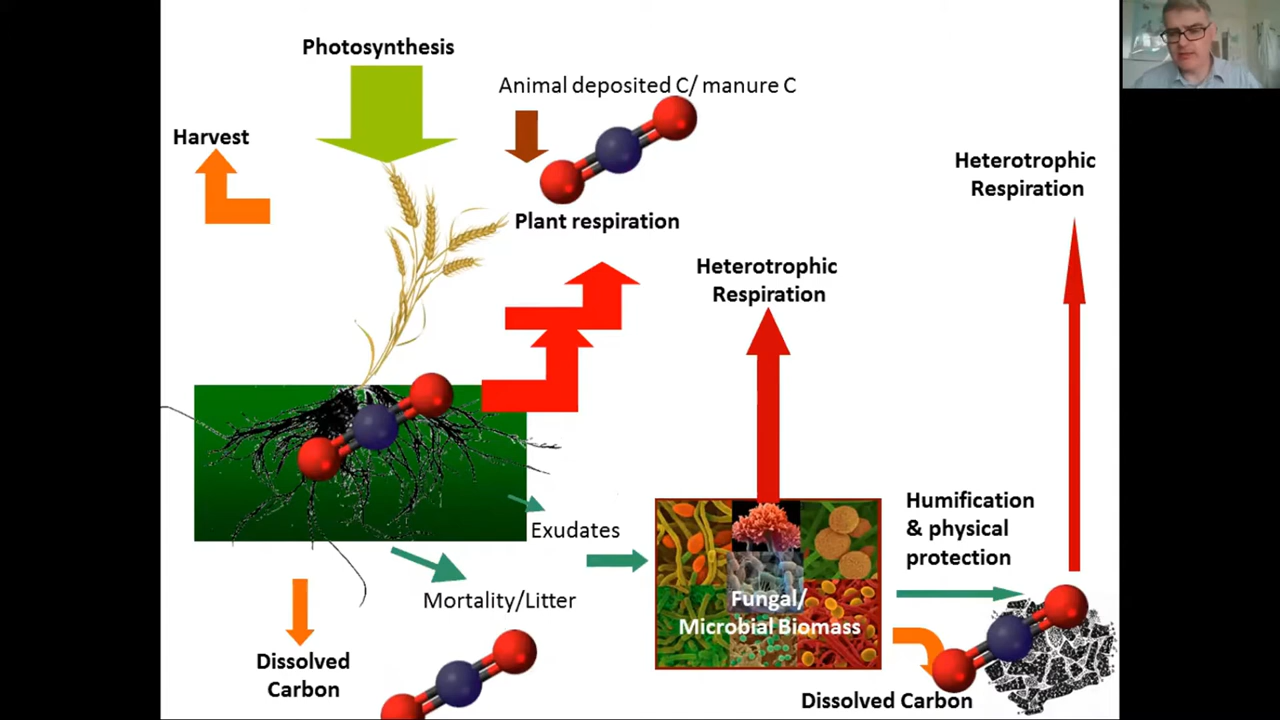 Photosynthesis
Animal deposited C/ manure C
Harvest
Heterotrophic
Respiration
Plant respiration
Heterotrophic
Respiration
Humification
& physical
protection
Exudates
Mortality/Litter
Fungal/
Microbial Biomass
Dissolved
Carbon
Dissolved Carbon